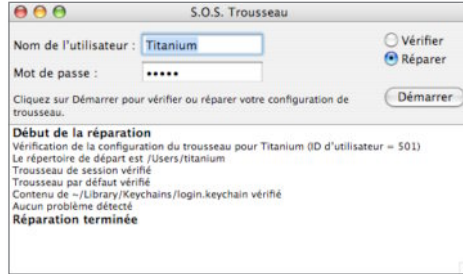 S.O.S. Trousseau
Nom de l'utilisateur : Titanium
Vérifier
Réparer
Mot de passe : •••••
Cliquez sur Démarrer pour vérifier ou réparer votre configuration de
trousseau.
Démarrer
Début de la réparation
Vérification de la configuration du trousseau pour Titanium (ID d'utilisateur = 501)
Le répertoire de départ est /Users/titanium
Trousseau de session vérifié
Trousseau par défaut vérifié
Contenu de ~/Library/Keychains/login.keychain vérifié
Aucun problème détecté
Réparation terminée